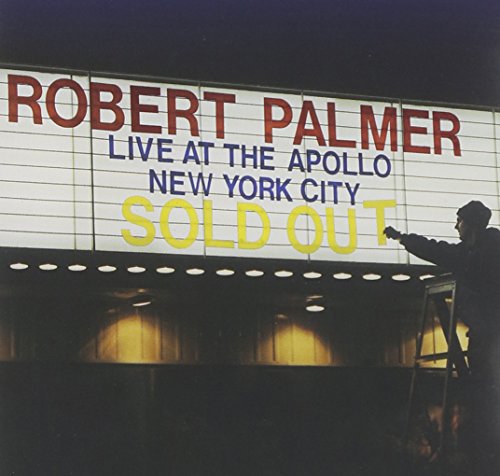 ROBERT PALMER
LIVE AT THE APOLLO
NEW YORK CITY
SOLD OUT